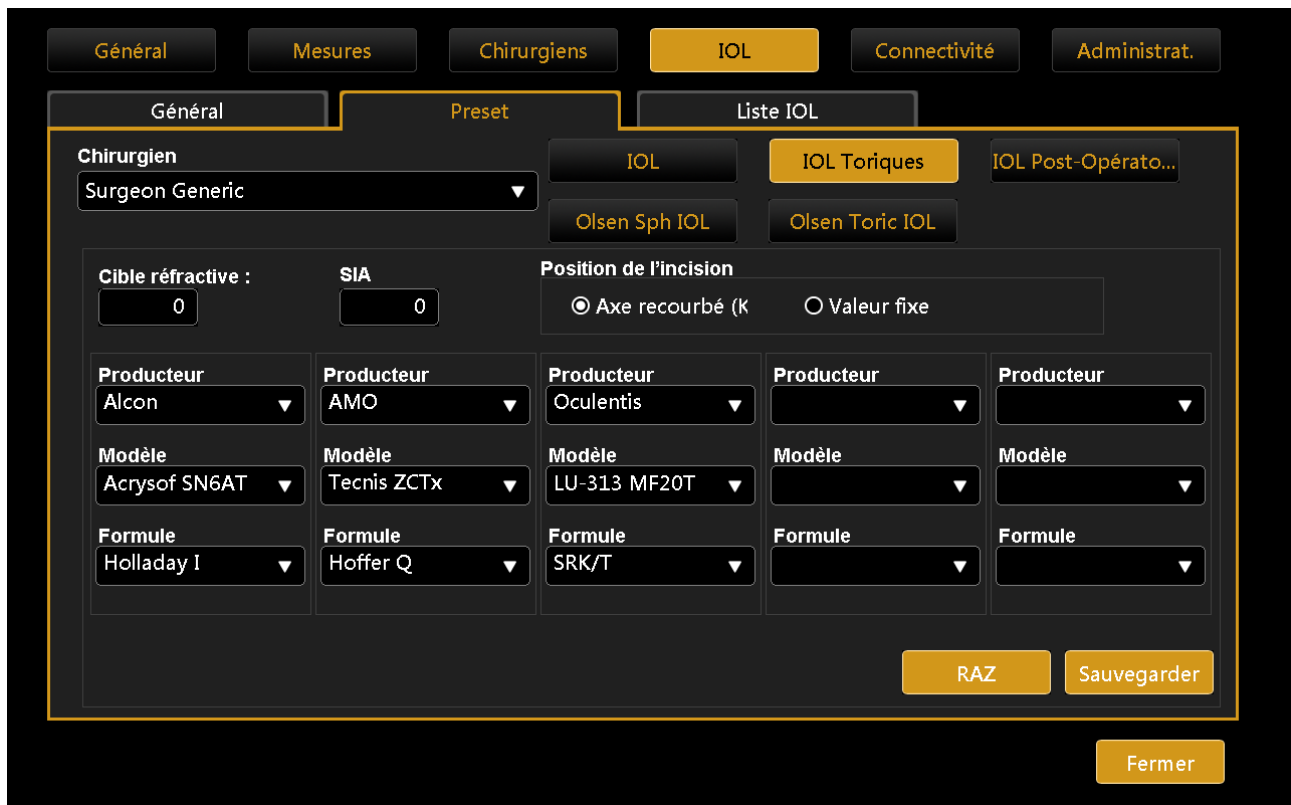 Général Mesures Chirurgiens IOL Connectivité Administrat.
Général Preset Liste IOL
Chirurgien
Surgeon Generic
IOL IOL Toriques IOL Post-Opérato...
Olsen Sph IOL Olsen Toric IOL
Cible réfractive : SIA Position de l'incision
0 0 Axe recourbé (K Valeur fixe
Producteur Producteur Producteur Producteur Producteur
Alcon AMO Oculentis
Modèle Modèle Modèle Modèle Modèle
Acrysof SN6AT Tecnis ZCTx LU-313 MF20T
Formule Formule Formule Formule Formule
Holladay I Hoffer Q SRK/T
RAZ Sauvegarder
Fermer